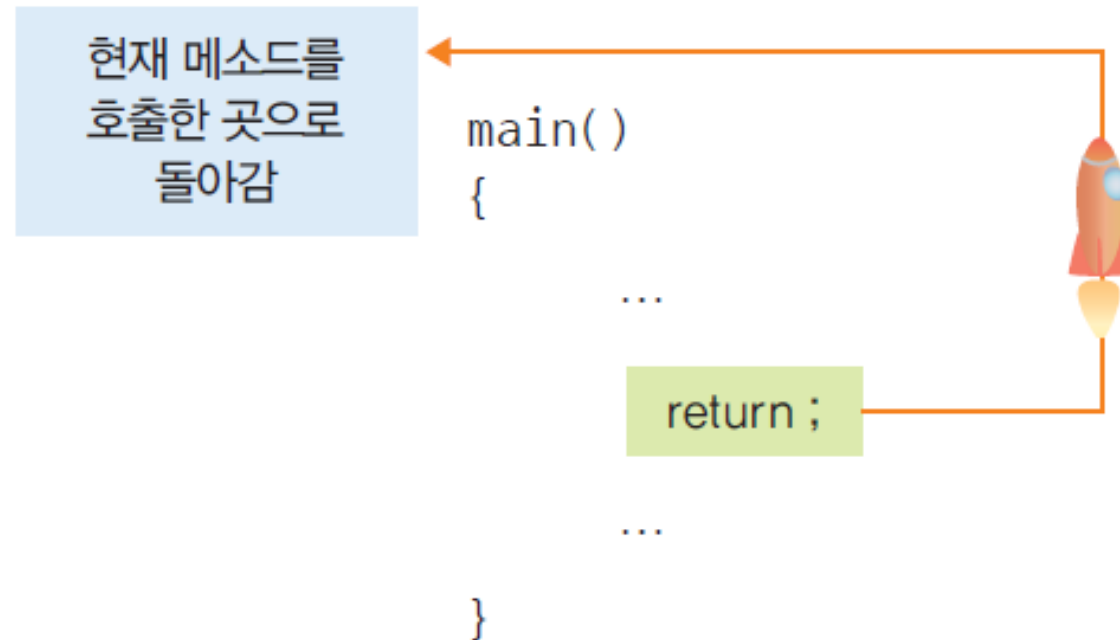 현재 메소드를
호출한 곳으로
돌아감
main()
{
...
return ;
...
}